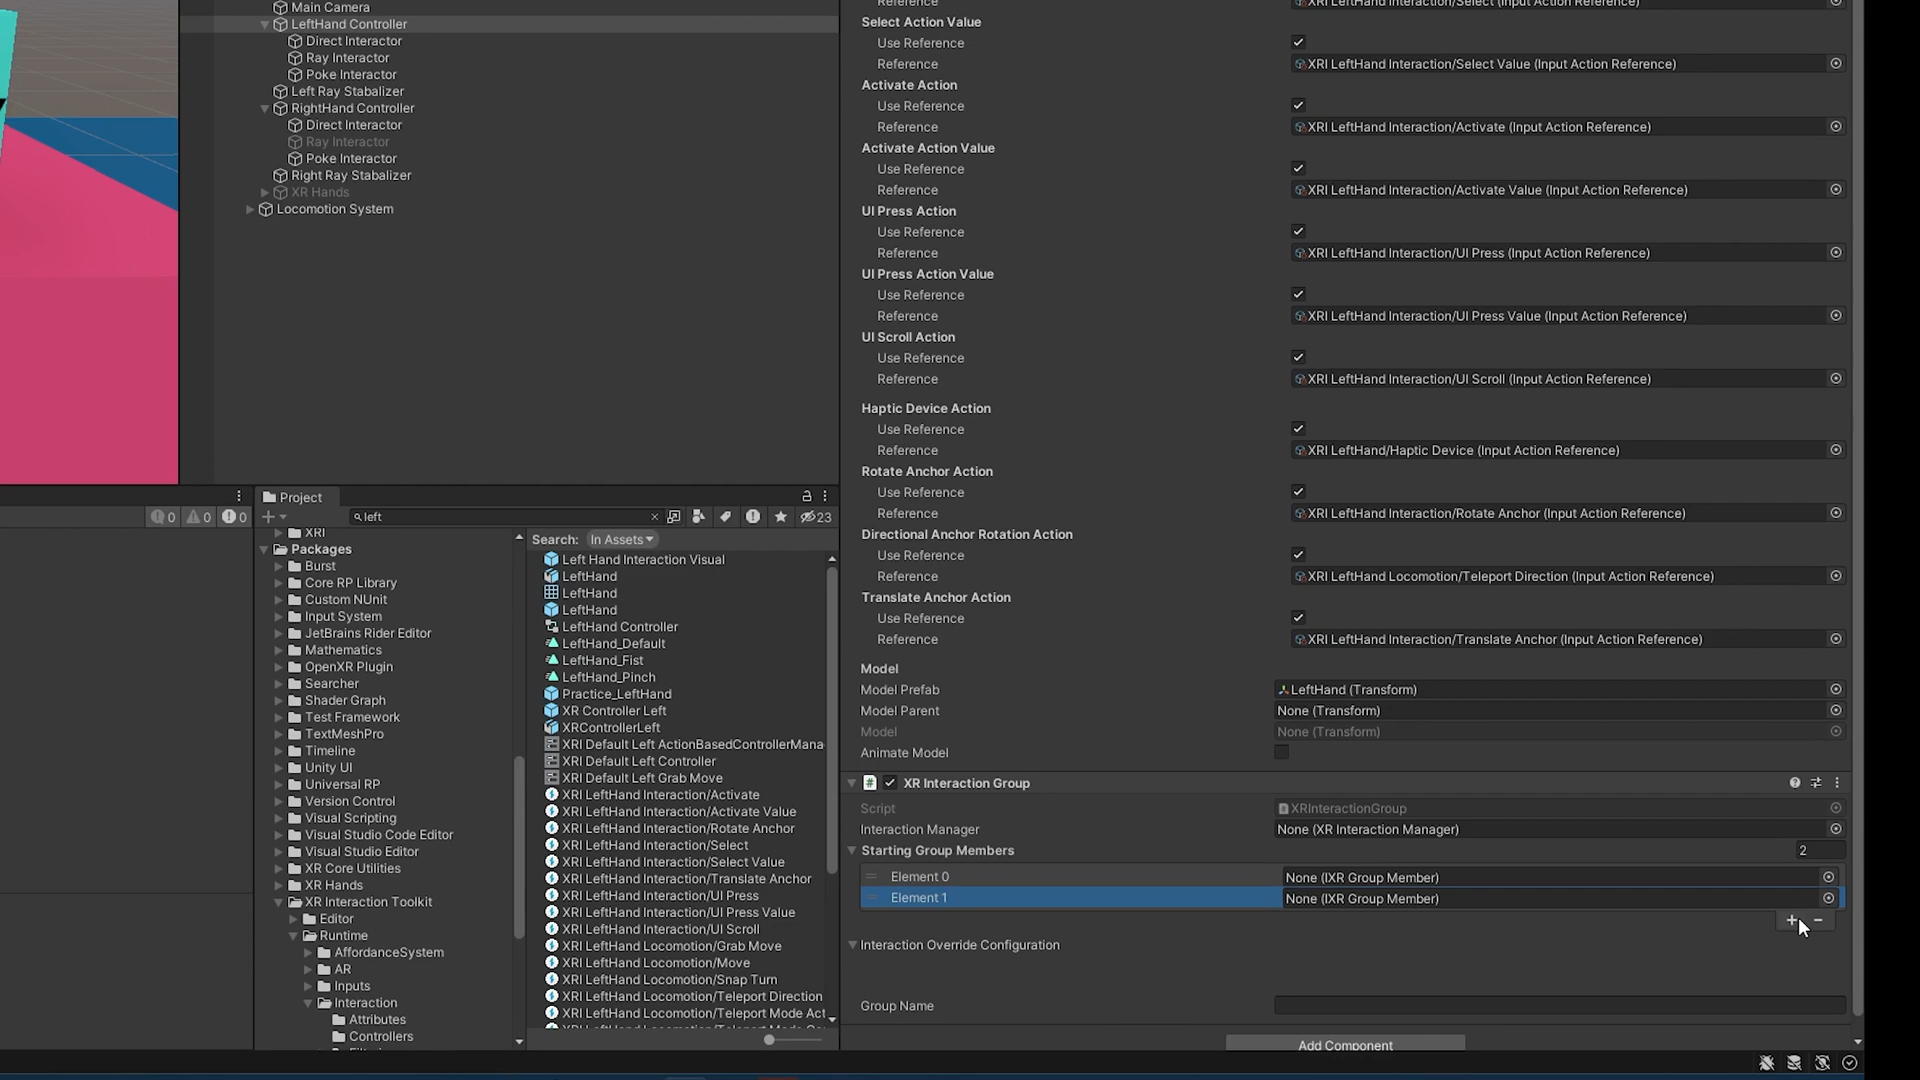 Main Camera
LeftHand Controller
Direct Interactor
Ray Interactor
Poke Interactor
Left Ray Stabalizer
RightHand Controller
Direct Interactor
Ray Interactor
Poke Interactor
Right Ray Stabalizer
XR Hands
Locomotion System
Reference XRI LeftHand Interaction/Select (Input Action Reference)
Select Action Value
Use Reference
Reference XRI LeftHand Interaction/Select Value (Input Action Reference)
Activate Action
Use Reference
Reference XRI LeftHand Interaction/Activate (Input Action Reference)
Activate Action Value
Use Reference
Reference XRI LeftHand Interaction/Activate Value (Input Action Reference)
UI Press Action
Use Reference
Reference XRI LeftHand Interaction/UI Press (Input Action Reference)
UI Press Action Value
Use Reference
Reference XRI LeftHand Interaction/UI Press Value (Input Action Reference)
UI Scroll Action
Use Reference
Reference XRI LeftHand Interaction/UI Scroll (Input Action Reference)
Haptic Device Action
Use Reference
Reference XRI LeftHand/Haptic Device (Input Action Reference)
Rotate Anchor Action
Use Reference
Reference XRI LeftHand Interaction/Rotate Anchor (Input Action Reference)
Directional Anchor Rotation Action
Use Reference
Reference XRI LeftHand Locomotion/Teleport Direction (Input Action Reference)
Translate Anchor Action
Use Reference
Reference XRI LeftHand Interaction/Translate Anchor (Input Action Reference)
Model
Model Prefab LeftHand (Transform)
Model Parent None (Transform)
Model None (Transform)
Animate Model
XR Interaction Group
Script XRInteractionGroup
Interaction Manager None (XR Interaction Manager)
Starting Group Members 2
Element 0 None (IXR Group Member)
Element 1 None (IXR Group Member)
+ −
Interaction Override Configuration
Group Name
Add Component
0 0 0
Project
left
23
XRI
Packages
Burst
Core RP Library
Custom NUnit
Input System
JetBrains Rider Editor
Mathematics
OpenXR Plugin
Searcher
Shader Graph
Test Framework
TextMeshPro
Timeline
Unity UI
Universal RP
Version Control
Visual Scripting
Visual Studio Code Editor
Visual Studio Editor
XR Core Utilities
XR Hands
XR Interaction Toolkit
Editor
Runtime
AffordanceSystem
AR
Inputs
Interaction
Attributes
Controllers
Search: In Assets
Left Hand Interaction Visual
LeftHand
LeftHand
LeftHand
LeftHand Controller
LeftHand_Default
LeftHand_Fist
LeftHand_Pinch
Practice_LeftHand
XR Controller Left
XRControllerLeft
XRI Default Left ActionBasedControllerMana
XRI Default Left Controller
XRI Default Left Grab Move
XRI LeftHand Interaction/Activate
XRI LeftHand Interaction/Activate Value
XRI LeftHand Interaction/Rotate Anchor
XRI LeftHand Interaction/Select
XRI LeftHand Interaction/Select Value
XRI LeftHand Interaction/Translate Anchor
XRI LeftHand Interaction/UI Press
XRI LeftHand Interaction/UI Press Value
XRI LeftHand Interaction/UI Scroll
XRI LeftHand Locomotion/Grab Move
XRI LeftHand Locomotion/Move
XRI LeftHand Locomotion/Snap Turn
XRI LeftHand Locomotion/Teleport Direction
XRI LeftHand Locomotion/Teleport Mode Act